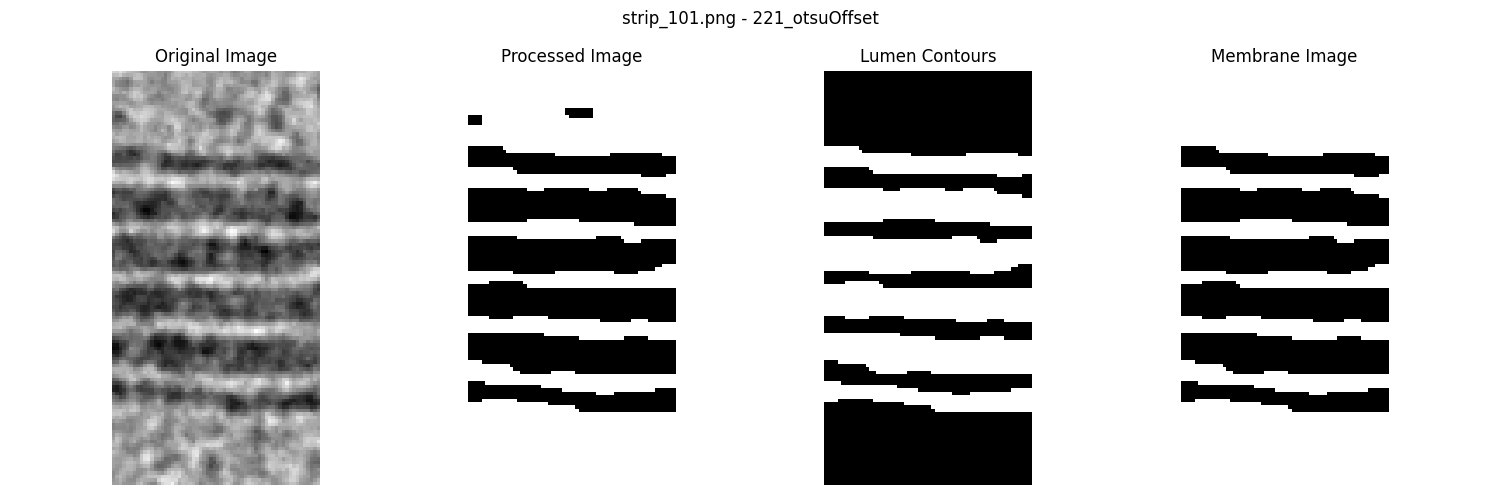 strip_101.png - 221_otsuOffset
Original Image
Processed Image
Lumen Contours
Membrane Image